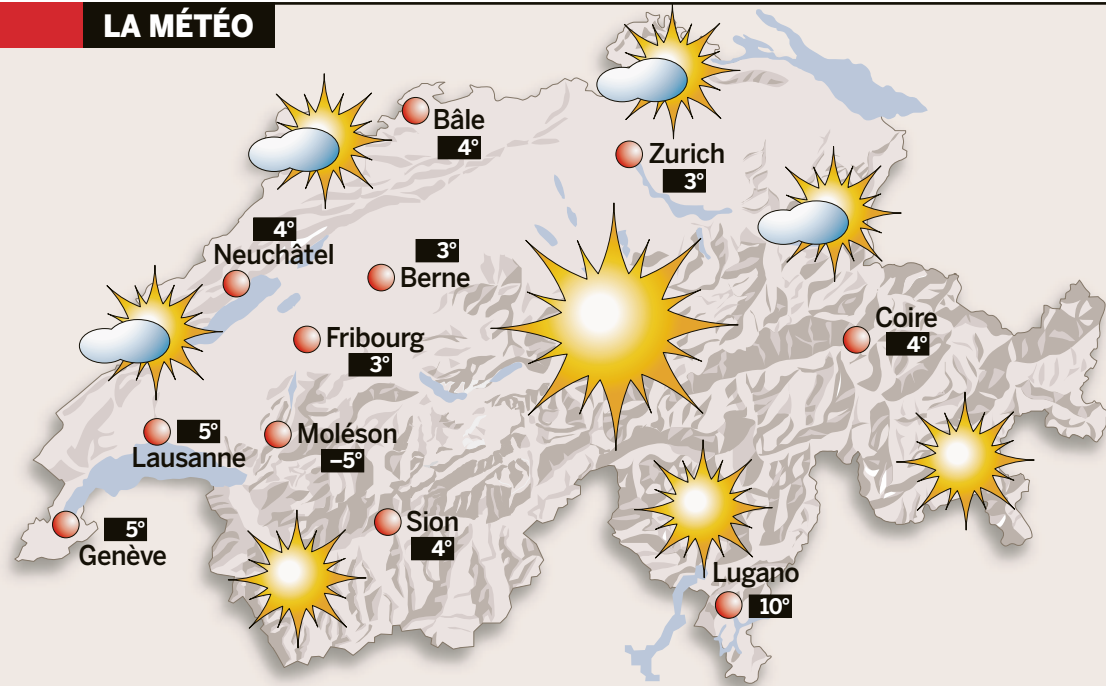 LA MÉTÉO
Bâle
4°
Zurich
3°
4°
Neuchâtel
3°
Berne
Fribourg
3°
Coire
4°
5°
Lausanne
Moléson
–5°
5°
Genève
Sion
4°
Lugano
10°